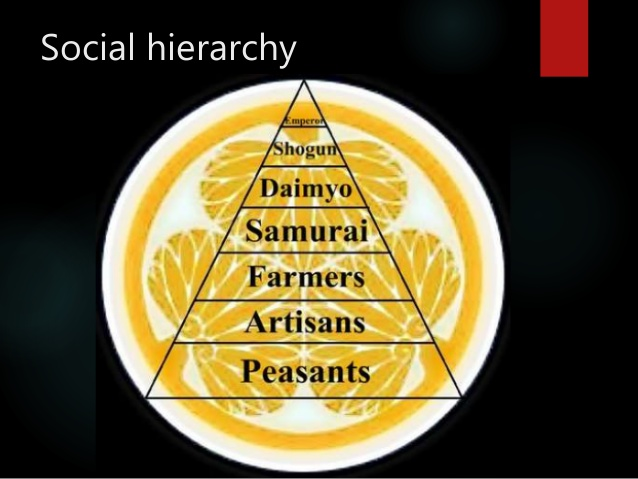 Social hierarchy
Emperor
Shogun
Daimyo
Samurai
Farmers
Artisans
Peasants